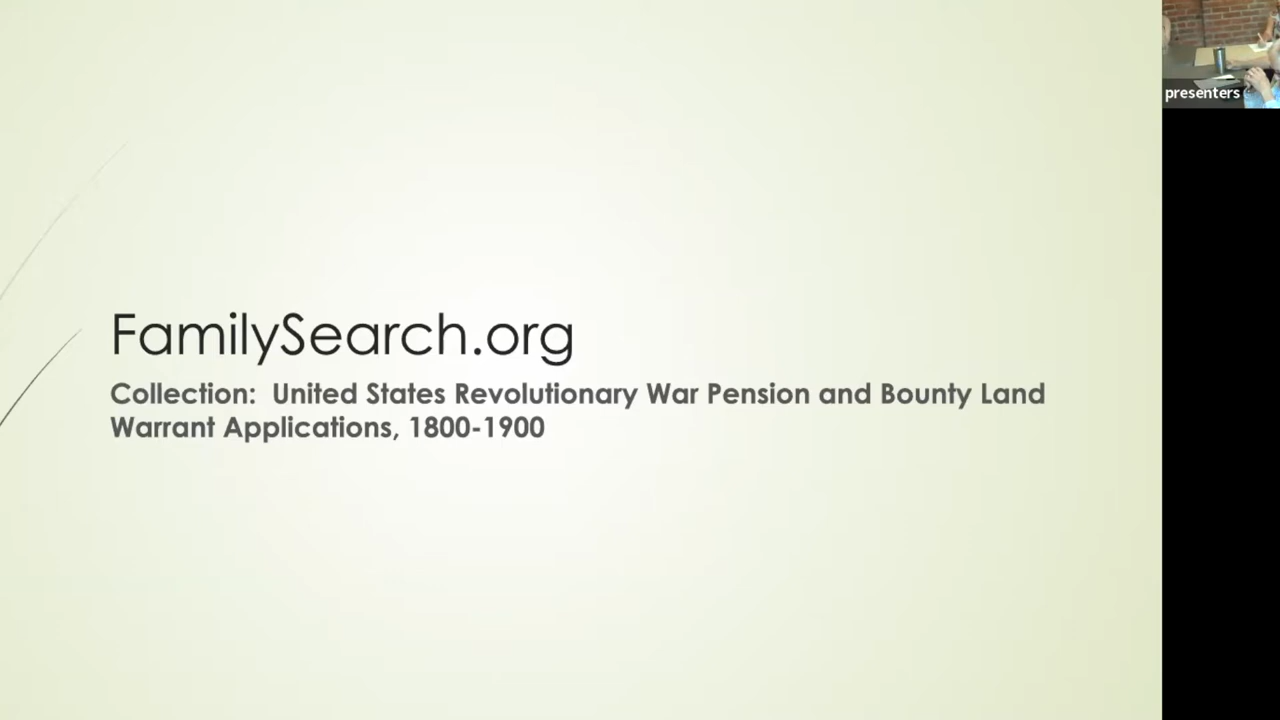 FamilySearch.org
Collection:  United States Revolutionary War Pension and Bounty Land
Warrant Applications, 1800-1900
presenters